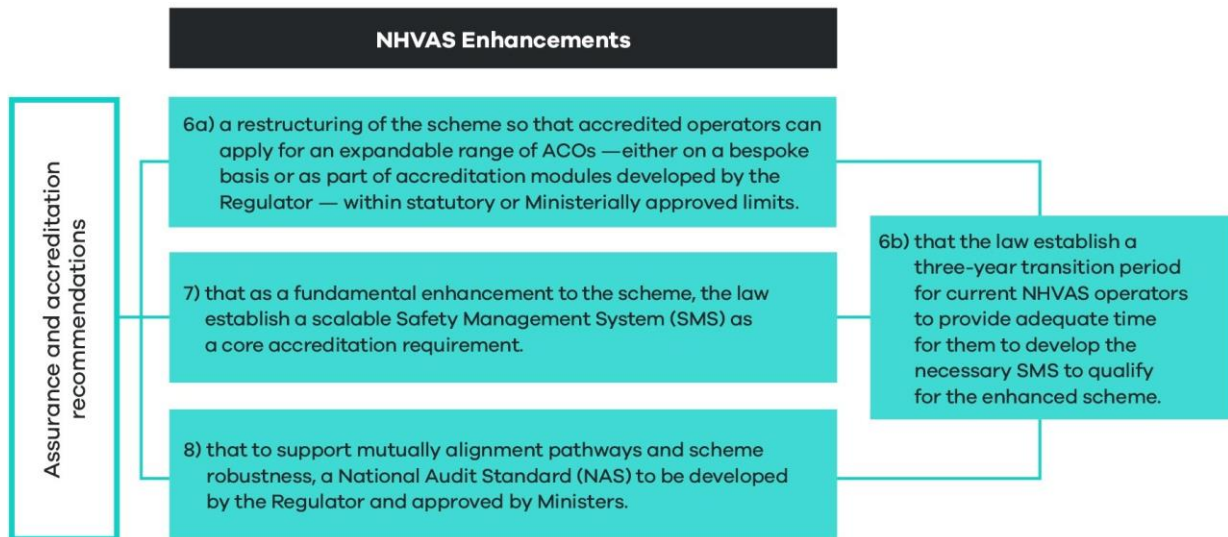 NHVAS Enhancements
Assurance and accreditation
recommendations
6a) a restructuring of the scheme so that accredited operators can
apply for an expandable range of ACOs —either on a bespoke
basis or as part of accreditation modules developed by the
Regulator — within statutory or Ministerially approved limits.
7) that as a fundamental enhancement to the scheme, the law
establish a scalable Safety Management System (SMS) as
a core accreditation requirement.
8) that to support mutually alignment pathways and scheme
robustness, a National Audit Standard (NAS) to be developed
by the Regulator and approved by Ministers.
6b) that the law establish a
three-year transition period
for current NHVAS operators
to provide adequate time
for them to develop the
necessary SMS to qualify
for the enhanced scheme.